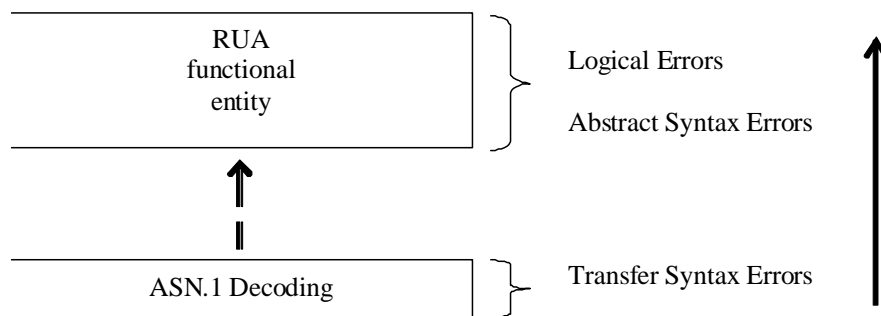 RUA
functional
entity
Logical Errors
Abstract Syntax Errors
ASN.1 Decoding
Transfer Syntax Errors